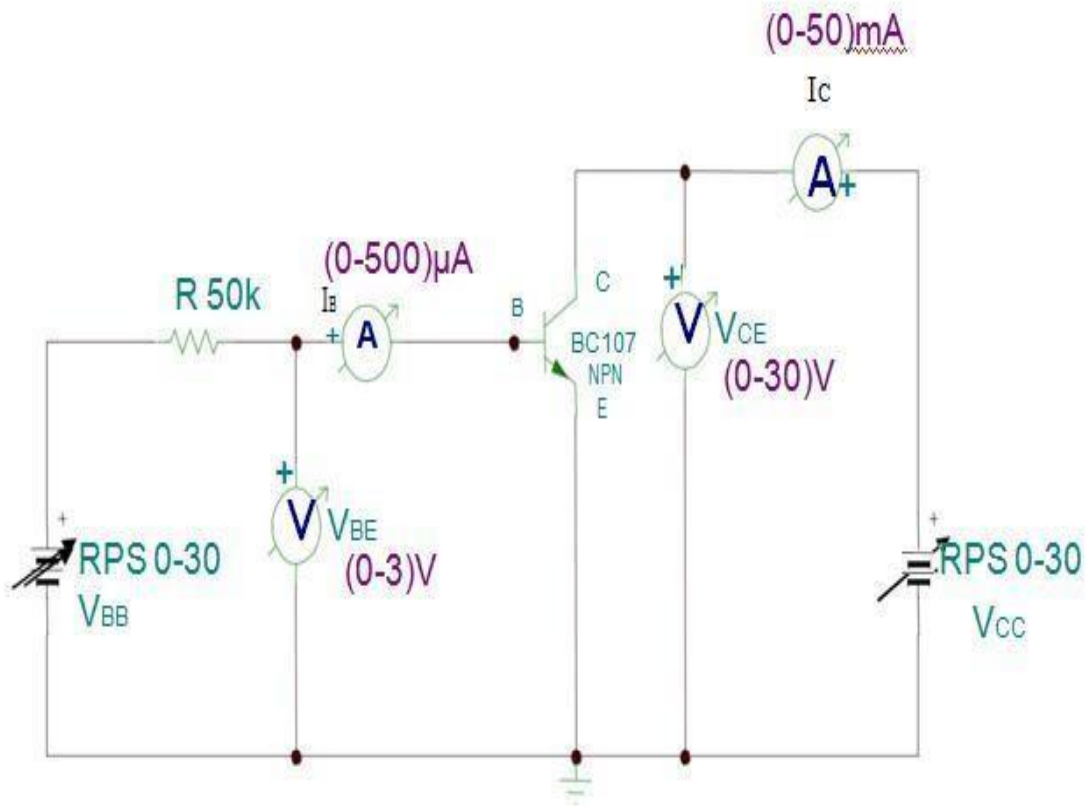 (0-50)mA
IC
A
+
(0-500)µA
R 50k
IB
+
A
B
C
BC107
NPN
E
+
V
VCE
(0-30)V
+
V
VBE
(0-3)V
+
RPS 0-30
VBB
+
RPS 0-30
VCC